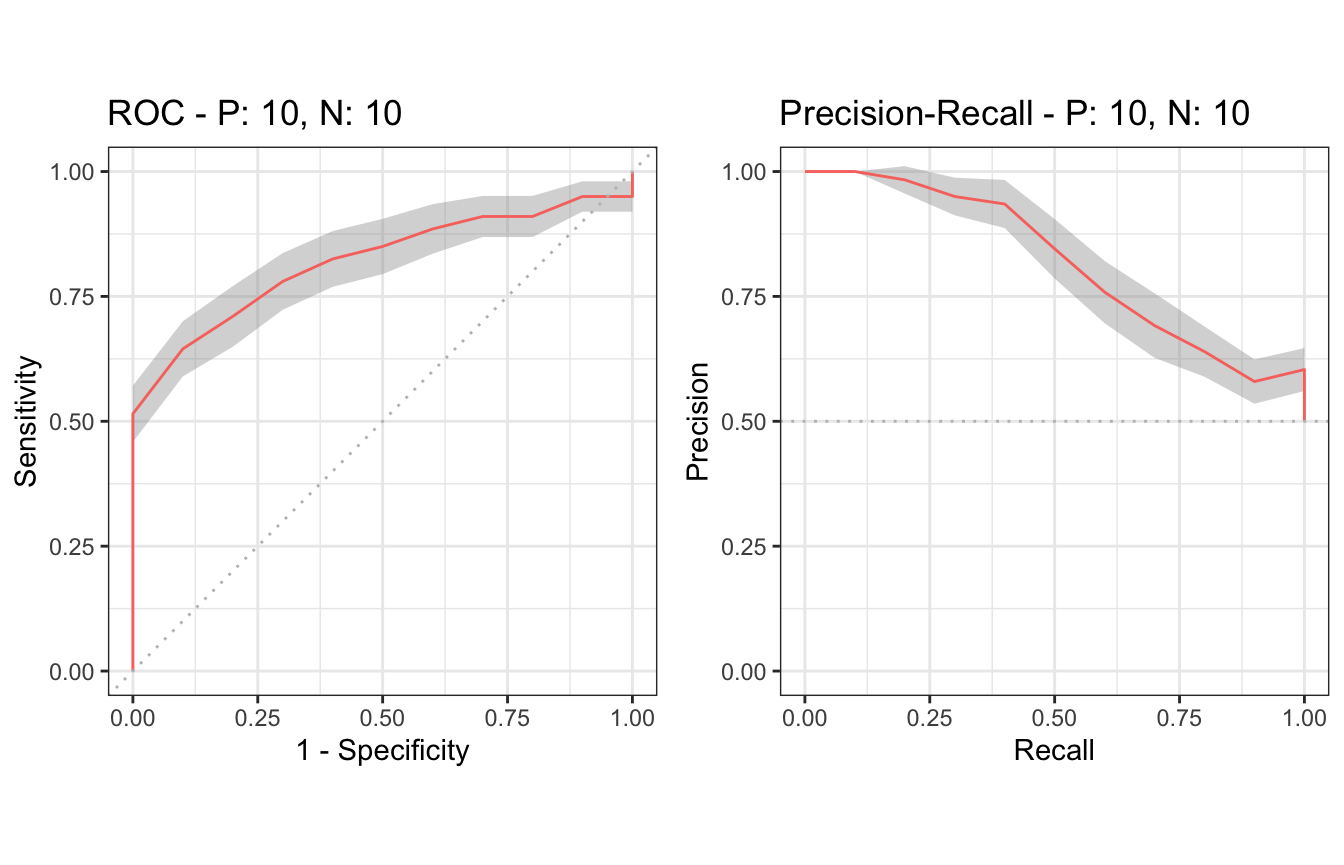 ROC - P: 10, N: 10
1.00
0.75
0.50
0.25
0.00
Sensitivity
0.00 0.25 0.50 0.75 1.00
1 - Specificity
Precision-Recall - P: 10, N: 10
1.00
0.75
0.50
0.25
0.00
Precision
0.00 0.25 0.50 0.75 1.00
Recall